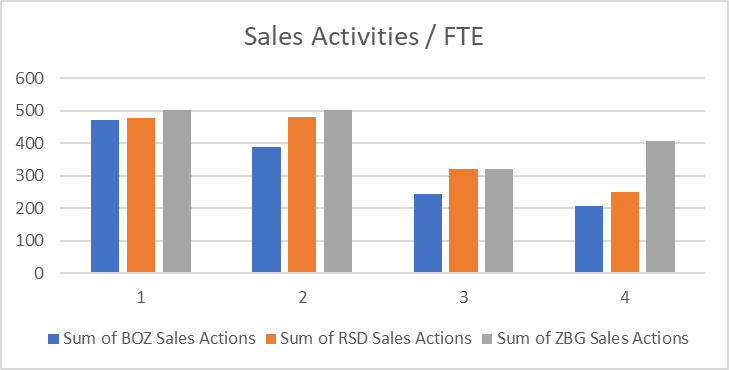 Sales Activities / FTE
600
500
400
300
200
100
0
1 2 3 4
Sum of BOZ Sales Actions Sum of RSD Sales Actions Sum of ZBG Sales Actions